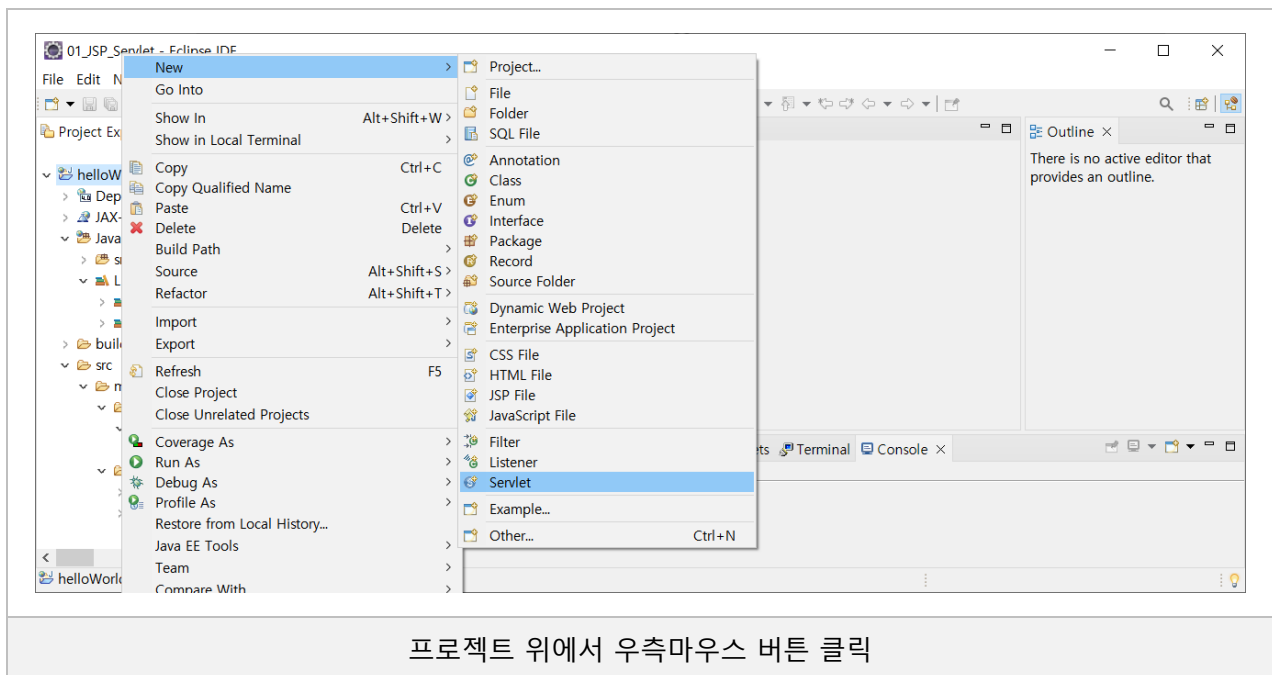 01_JSP_Servlet - Eclipse IDE
File Edit N
Project Ex
helloW
Dep
JAX-
Java
s
L
build
src
m
helloWorld
New
Go Into
Show In Alt+Shift+W
Show in Local Terminal
Copy Ctrl+C
Copy Qualified Name
Paste Ctrl+V
Delete Delete
Build Path
Source Alt+Shift+S
Refactor Alt+Shift+T
Import
Export
Refresh F5
Close Project
Close Unrelated Projects
Coverage As
Run As
Debug As
Profile As
Restore from Local History...
Java EE Tools
Team
Compare With
Project...
File
Folder
SQL File
Annotation
Class
Enum
Interface
Package
Record
Source Folder
Dynamic Web Project
Enterprise Application Project
CSS File
HTML File
JSP File
JavaScript File
Filter
Listener
Servlet
Example...
Other... Ctrl+N
Outline
There is no active editor that
provides an outline.
ets Terminal Console
프로젝트 위에서 우측마우스 버튼 클릭